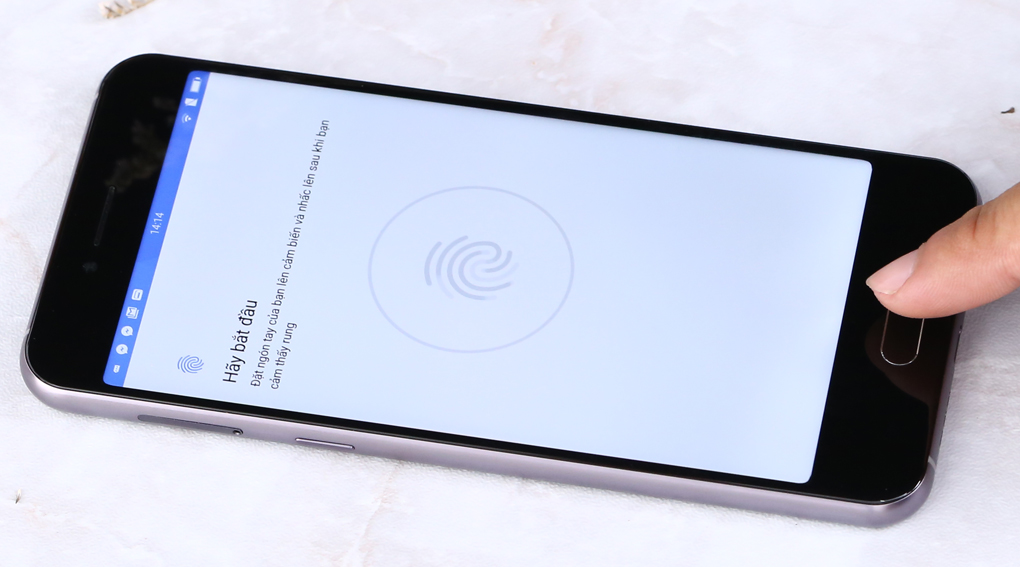 14:14
Hãy bắt đầu
Đặt ngón tay của bạn lên cảm biến và nhấc lên sau khi bạn
cảm thấy rung